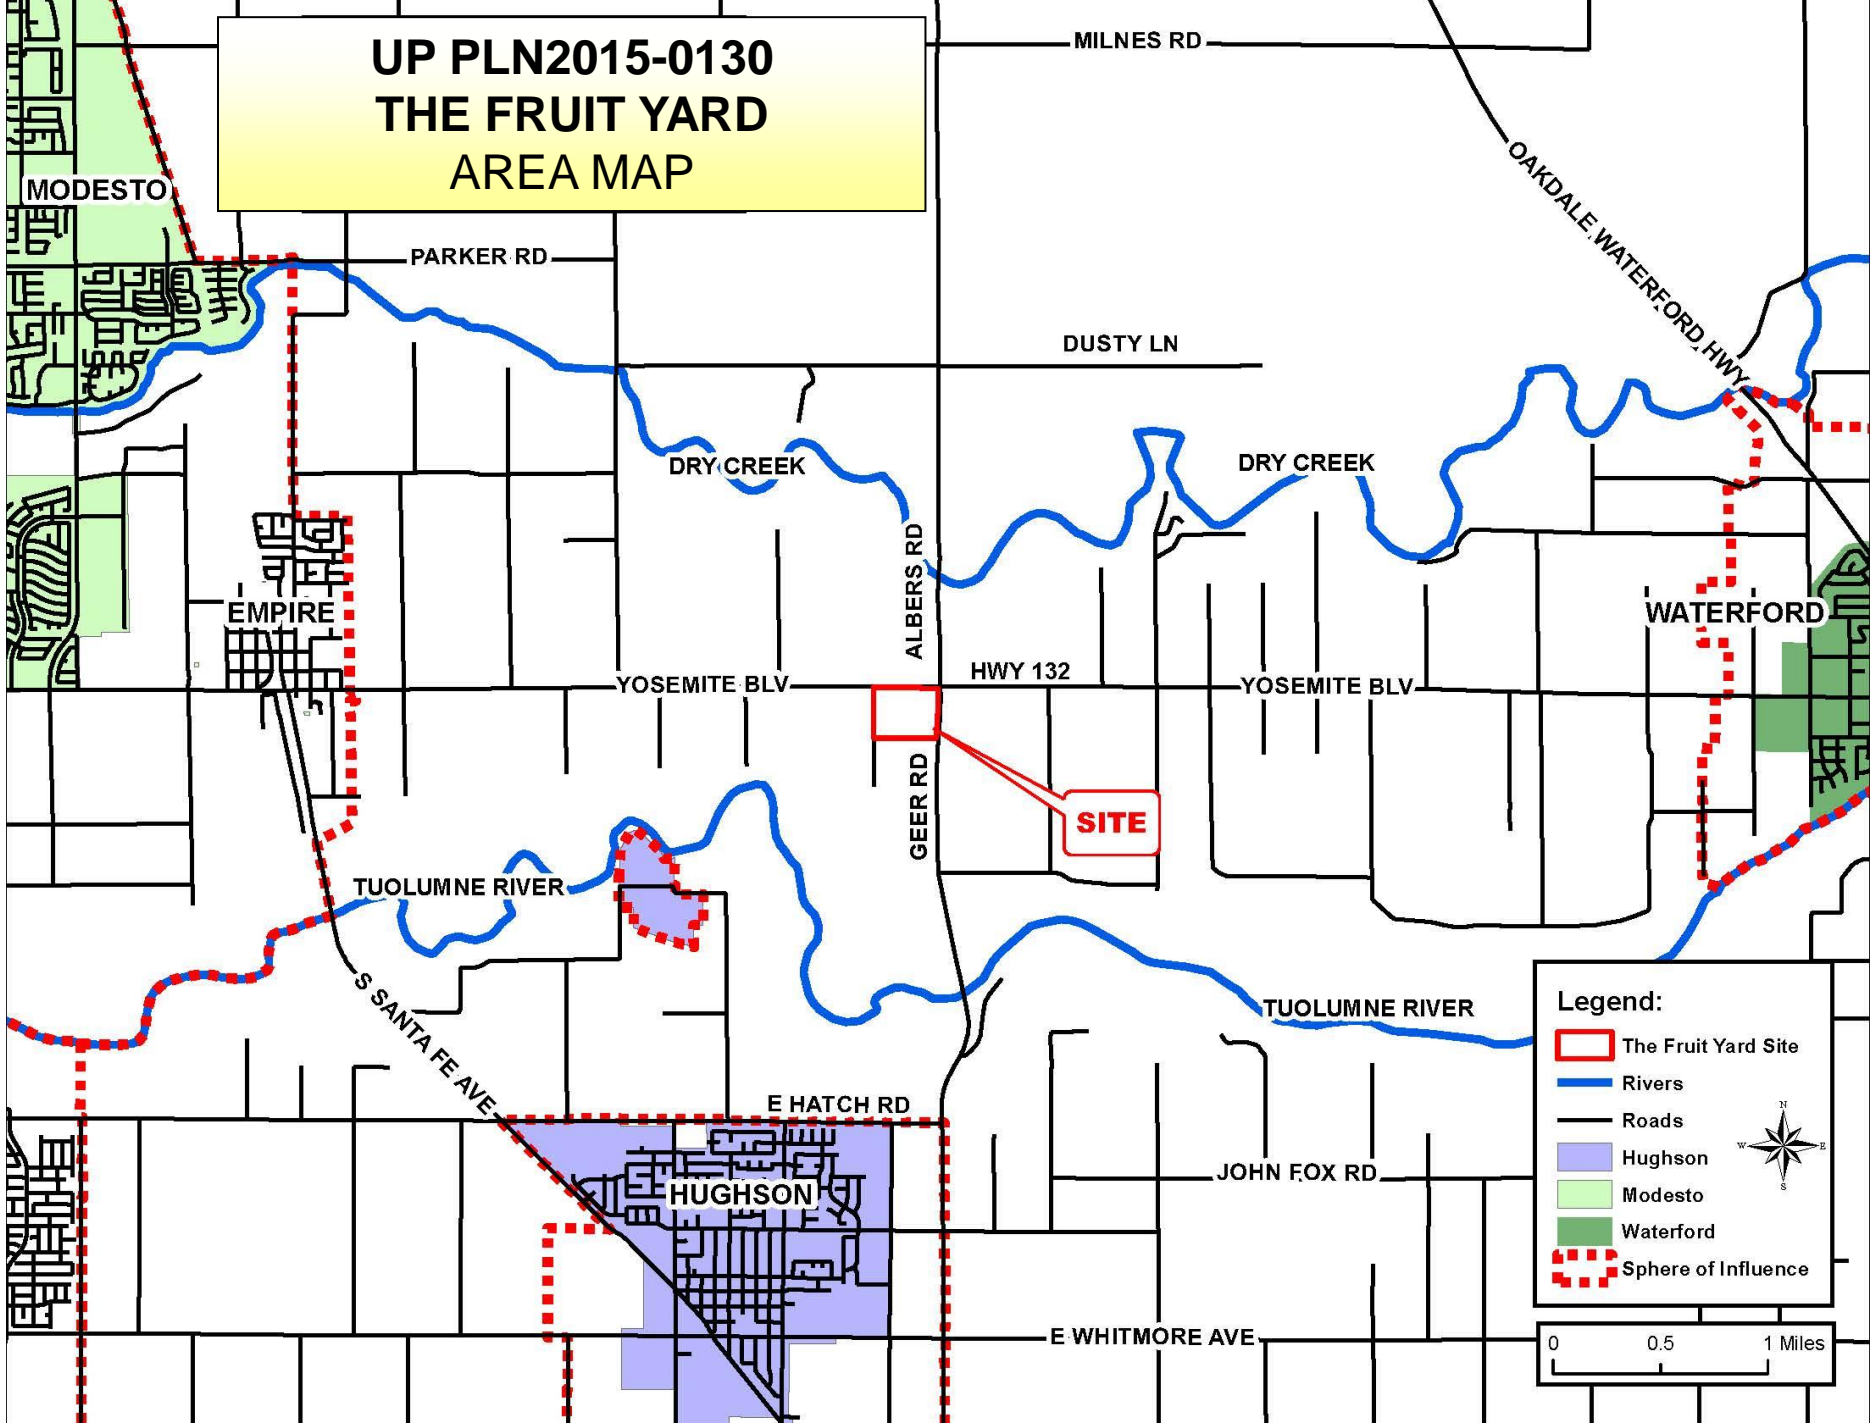 UP PLN2015-0130
THE FRUIT YARD
AREA MAP
MILNES RD
MODESTO
OAKDALE WATERFORD HWY
PARKER RD
DUSTY LN
DRY CREEK
DRY CREEK
ALBERS RD
EMPIRE
WATERFORD
HWY 132
YOSEMITE BLV
YOSEMITE BLV
GEER RD
SITE
TUOLUMNE RIVER
S SANTA FE AVE
TUOLUMNE RIVER
E HATCH RD
JOHN FOX RD
HUGHSON
E WHITMORE AVE
Legend:
The Fruit Yard Site
Rivers
Roads
Hughson
Modesto
Waterford
Sphere of Influence
N
W E
S
0 0.5 1 Miles